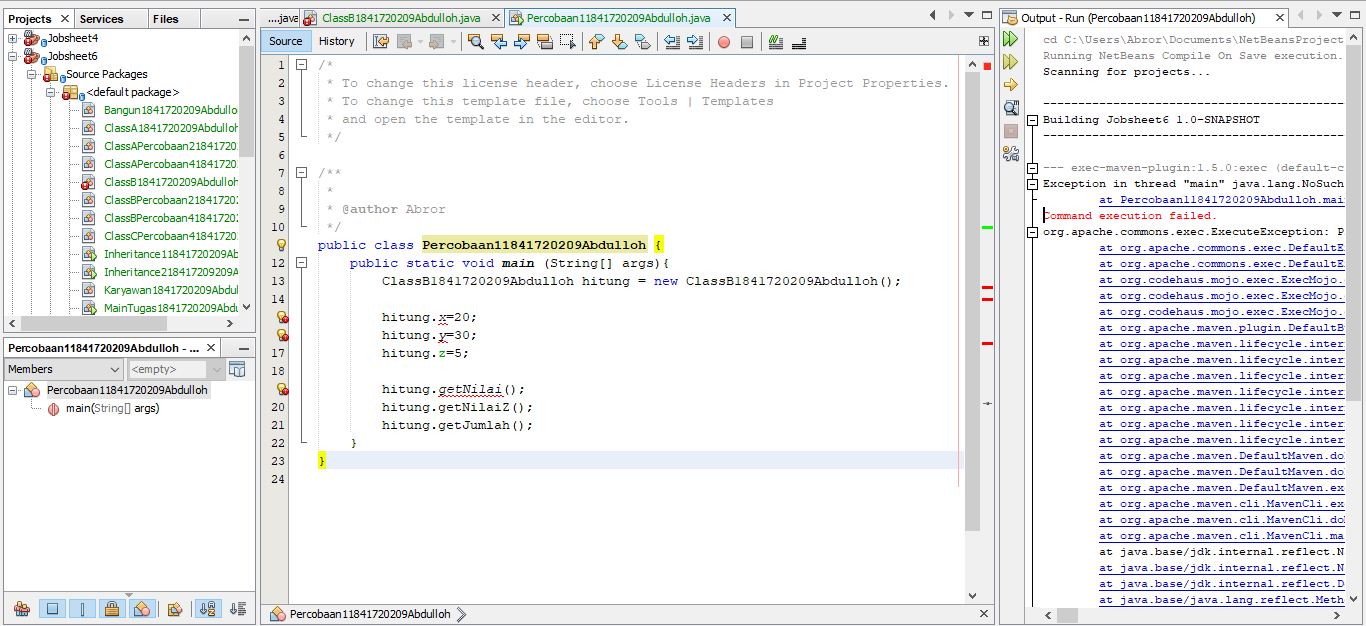 Projects
Services
Files
Jobsheet4
Jobsheet6
Source Packages
<default package>
Bangun1841720209Abdullo
ClassA1841720209Abdulloh
ClassAPercobaan218417202
ClassAPercobaan418417202
ClassB1841720209Abdulloh
ClassBPercobaan218417202
ClassBPercobaan418417202
ClassCPercobaan418417202
Inheritance11841720209Ab
Inheritance218417209209A
Karyawan1841720209Abdul
MainTugas1841720209Abdu
Percobaan11841720209Abdulloh - ...
Members
<empty>
Percobaan11841720209Abdulloh
main(String[] args)
....java
ClassB1841720209Abdulloh.java
Percobaan11841720209Abdulloh.java
Source
History
1 /*
2 * To change this license header, choose License Headers in Project Properties.
3 * To change this template file, choose Tools | Templates
4 * and open the template in the editor.
5 */
6
7 /**
8 *
9 * @author Abror
10 */
public class Percobaan11841720209Abdulloh {
12 public static void main (String[] args){
13 ClassB1841720209Abdulloh hitung = new ClassB1841720209Abdulloh();
14
hitung.x=20;
hitung.y=30;
17 hitung.z=5;
18
hitung.getNilai();
20 hitung.getNilaiZ();
21 hitung.getJumlah();
22 }
23 }
24
Percobaan11841720209Abdulloh
Output - Run (Percobaan11841720209Abdulloh)
cd C:\Users\Abror\Documents\NetBeansProject
Running NetBeans Compile On Save execution.
Scanning for projects...
------------------------------------------
Building Jobsheet6 1.0-SNAPSHOT
------------------------------------------
--- exec-maven-plugin:1.5.0:exec (default-c
Exception in thread "main" java.lang.NoSuch
at Percobaan11841720209Abdulloh.mai
Command execution failed.
org.apache.commons.exec.ExecuteException: P
at org.apache.commons.exec.DefaultE
at org.apache.commons.exec.DefaultE
at org.codehaus.mojo.exec.ExecMojo.
at org.codehaus.mojo.exec.ExecMojo.
at org.codehaus.mojo.exec.ExecMojo.
at org.apache.maven.plugin.DefaultB
at org.apache.maven.lifecycle.inter
at org.apache.maven.lifecycle.inter
at org.apache.maven.lifecycle.inter
at org.apache.maven.lifecycle.inter
at org.apache.maven.lifecycle.inter
at org.apache.maven.lifecycle.inter
at org.apache.maven.lifecycle.inter
at org.apache.maven.DefaultMaven.do
at org.apache.maven.DefaultMaven.do
at org.apache.maven.DefaultMaven.ex
at org.apache.maven.cli.MavenCli.ex
at org.apache.maven.cli.MavenCli.do
at org.apache.maven.cli.MavenCli.ma
at java.base/jdk.internal.reflect.N
at java.base/jdk.internal.reflect.N
at java.base/jdk.internal.reflect.D
at java.base/java.lang.reflect.Meth